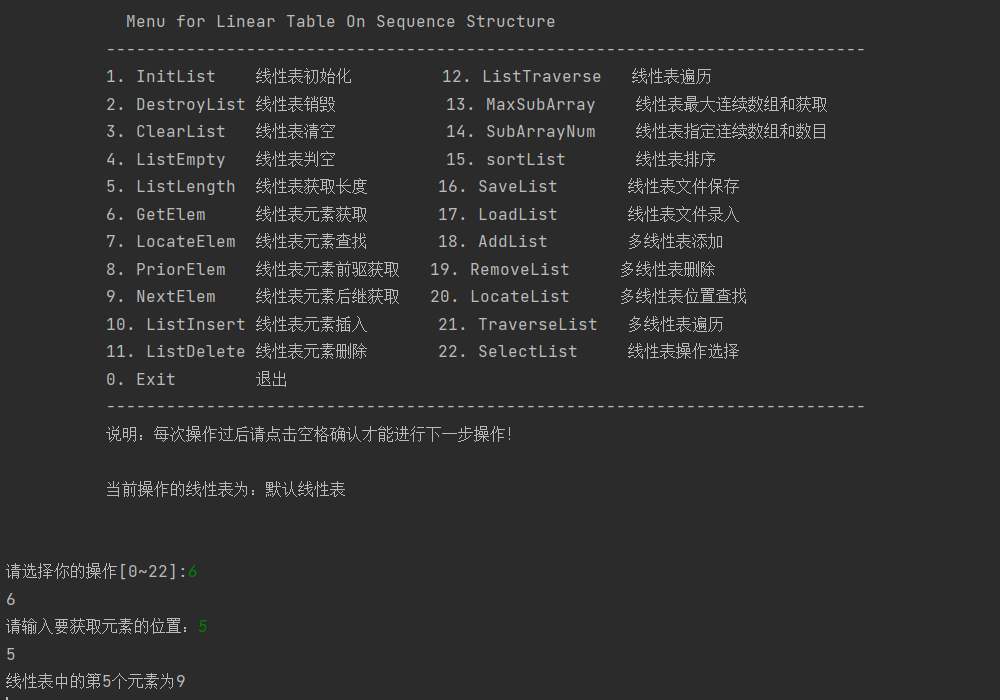 Menu for Linear Table On Sequence Structure
----------------------------------------------------------------------------
1. InitList 线性表初始化 12. ListTraverse 线性表遍历
2. DestroyList 线性表销毁 13. MaxSubArray 线性表最大连续数组和获取
3. ClearList 线性表清空 14. SubArrayNum 线性表指定连续数组和数目
4. ListEmpty 线性表判空 15. sortList 线性表排序
5. ListLength 线性表获取长度 16. SaveList 线性表文件保存
6. GetElem 线性表元素获取 17. LoadList 线性表文件录入
7. LocateElem 线性表元素查找 18. AddList 多线性表添加
8. PriorElem 线性表元素前驱获取 19. RemoveList 多线性表删除
9. NextElem 线性表元素后继获取 20. LocateList 多线性表位置查找
10. ListInsert 线性表元素插入 21. TraverseList 多线性表遍历
11. ListDelete 线性表元素删除 22. SelectList 线性表操作选择
0. Exit 退出
----------------------------------------------------------------------------
说明：每次操作过后请点击空格确认才能进行下一步操作！
当前操作的线性表为：默认线性表
请选择你的操作[0~22]:6
6
请输入要获取元素的位置：5
5
线性表中的第5个元素为9